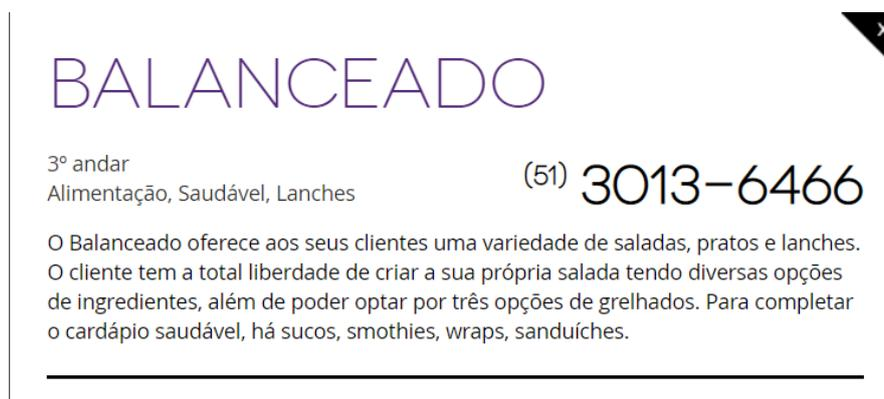 BALANCEADO
3º andar
Alimentação, Saudável, Lanches
(51) 3013-6466
O Balanceado oferece aos seus clientes uma variedade de saladas, pratos e lanches.
O cliente tem a total liberdade de criar a sua própria salada tendo diversas opções
de ingredientes, além de poder optar por três opções de grelhados. Para completar
o cardápio saudável, há sucos, smothies, wraps, sanduíches.